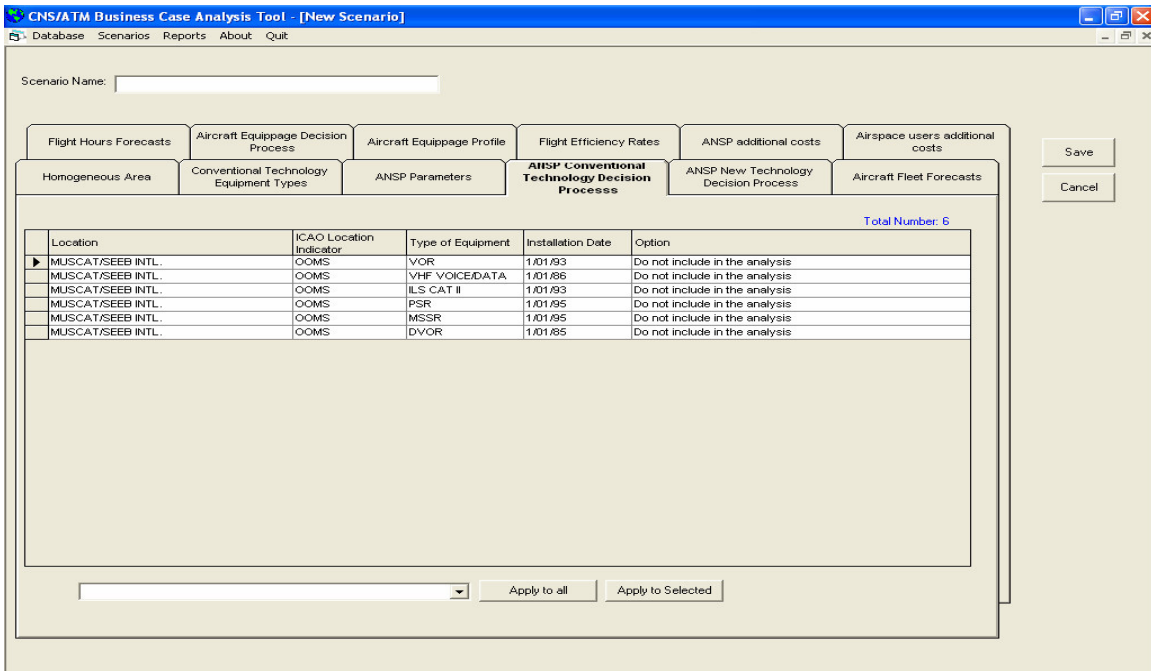 CNS/ATM Business Case Analysis Tool - [New Scenario]
Database Scenarios Reports About Quit
Scenario Name:
Flight Hours Forecasts
Aircraft Equippage Decision
Process
Aircraft Equippage Profile
Flight Efficiency Rates
ANSP additional costs
Airspace users additional
costs
Save
Homogeneous Area
Conventional Technology
Equipment Types
ANSP Parameters
ANSP Conventional
Technology Decision
Processs
ANSP New Technology
Decision Process
Aircraft Fleet Forecasts
Cancel
Total Number: 6
Location ICAO Location Indicator Type of Equipment Installation Date Option
MUSCAT/SEEB INTL. OOMS VOR 1/01/93 Do not include in the analysis
MUSCAT/SEEB INTL. OOMS VHF VOICE/DATA 1/01/86 Do not include in the analysis
MUSCAT/SEEB INTL. OOMS ILS CAT II 1/01/93 Do not include in the analysis
MUSCAT/SEEB INTL. OOMS PSR 1/01/95 Do not include in the analysis
MUSCAT/SEEB INTL. OOMS MSSR 1/01/95 Do not include in the analysis
MUSCAT/SEEB INTL. OOMS DVOR 1/01/85 Do not include in the analysis
Apply to all Apply to Selected